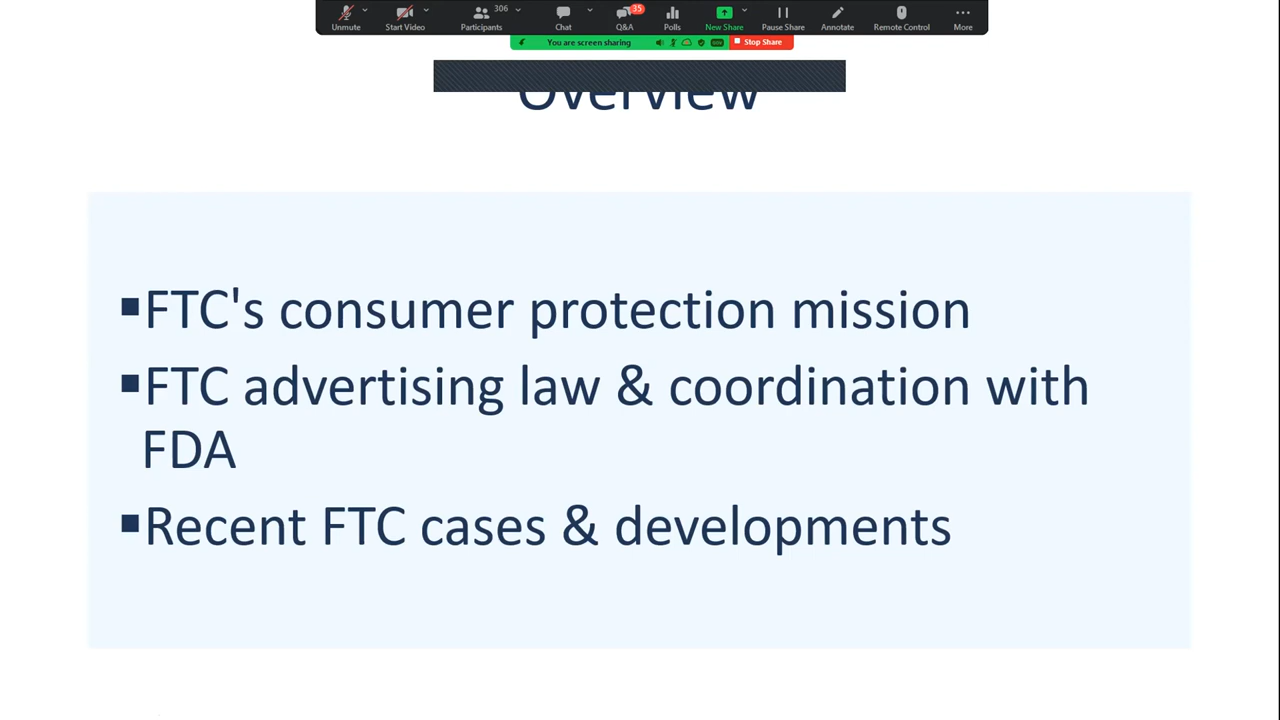 306
35
Unmute
Start Video
Participants
Chat
Q&A
Polls
New Share
Pause Share
Annotate
Remote Control
More
You are screen sharing
Stop Share
Overview
▪FTC's consumer protection mission
▪FTC advertising law & coordination with
FDA
▪Recent FTC cases & developments